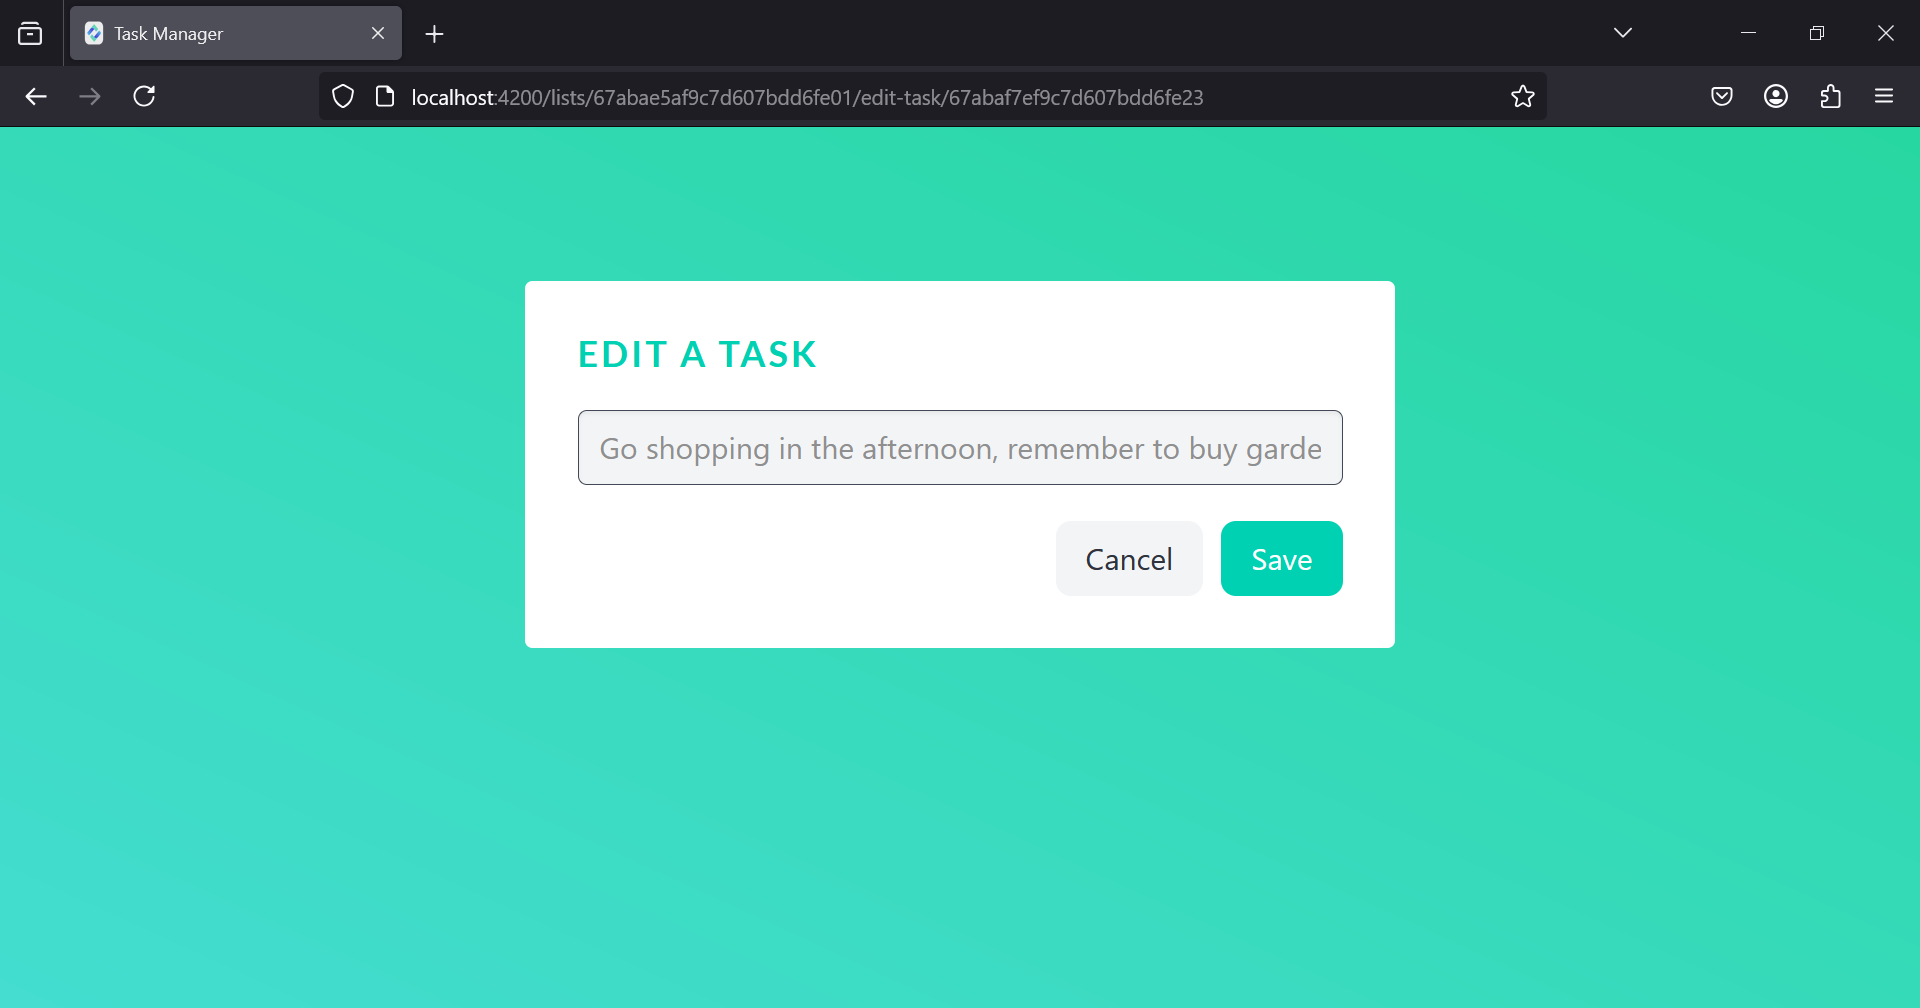 Task Manager
localhost:4200/lists/67abae5af9c7d607bdd6fe01/edit-task/67abaf7ef9c7d607bdd6fe23
EDIT A TASK
Go shopping in the afternoon, remember to buy garde
Cancel
Save